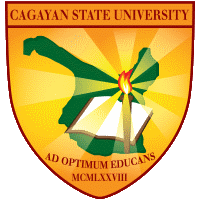 CAGAYAN STATE UNIVERSITY
AD OPTIMUM EDUCANS
MCMLXXVIII